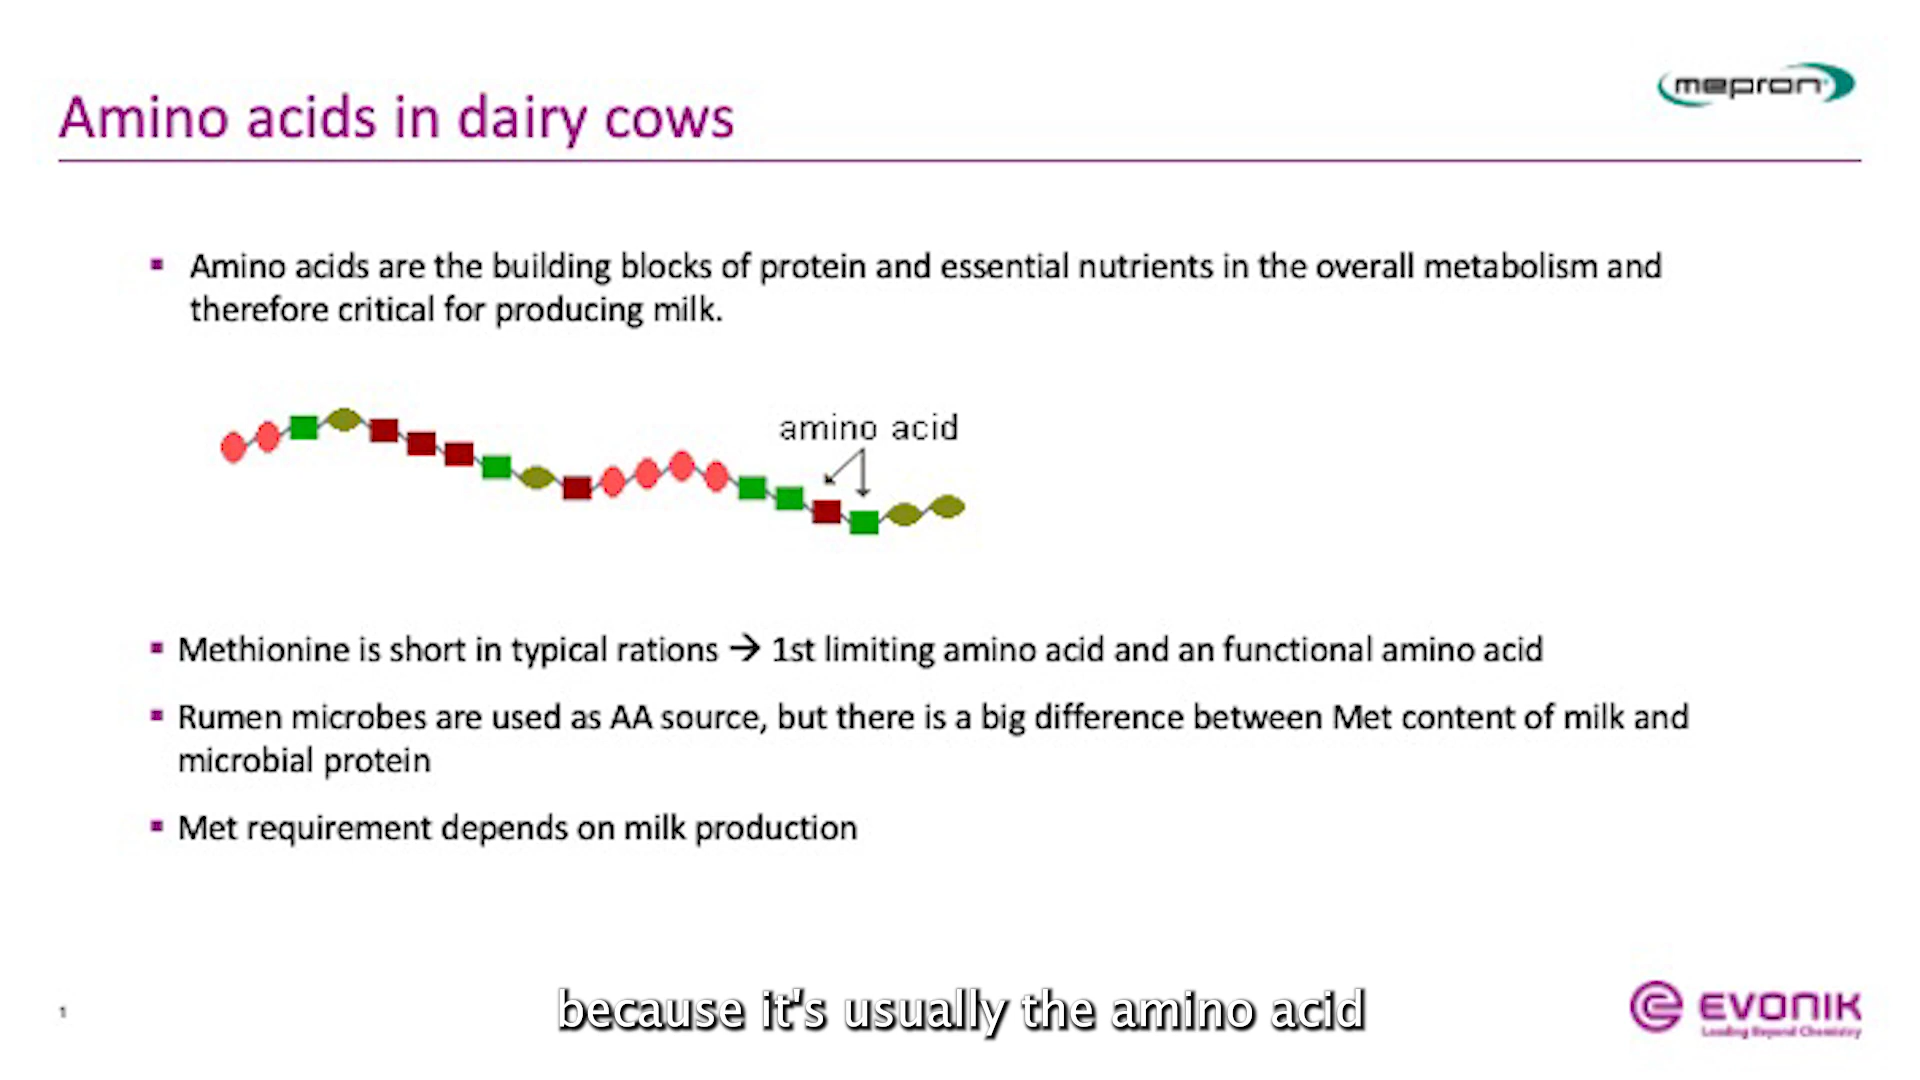 mepron
Amino acids in dairy cows
▪ Amino acids are the building blocks of protein and essential nutrients in the overall metabolism and
therefore critical for producing milk.
amino acid
▪ Methionine is short in typical rations → 1st limiting amino acid and an functional amino acid
▪ Rumen microbes are used as AA source, but there is a big difference between Met content of milk and
microbial protein
▪ Met requirement depends on milk production
1
because it's usually the amino acid
EVONIK
Leading Beyond Chemistry